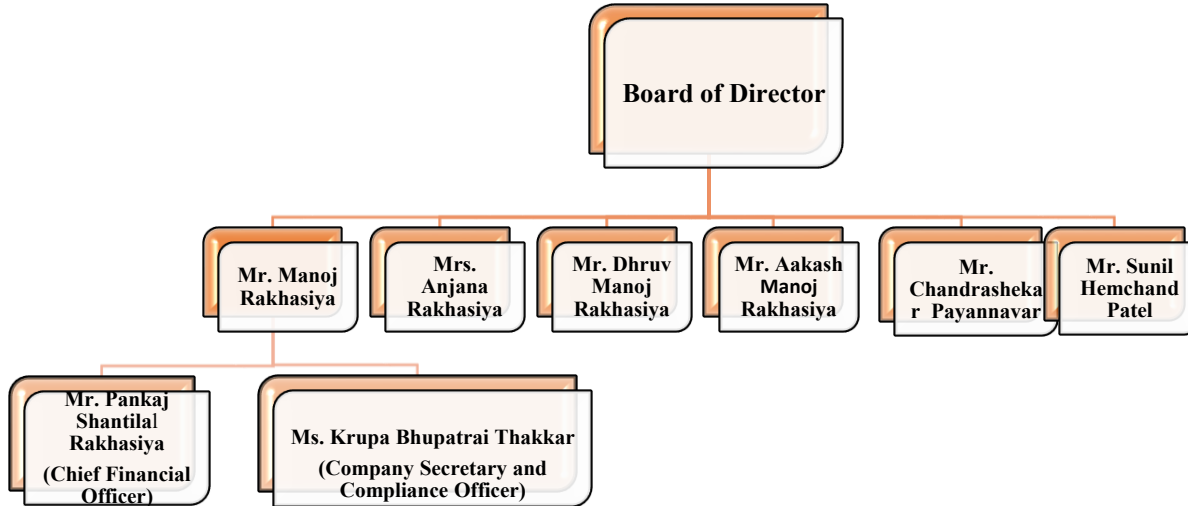 Board of Director
Mr. Manoj
Rakhasiya
Mrs.
Anjana
Rakhasiya
Mr. Dhruv
Manoj
Rakhasiya
Mr. Aakash
Manoj
Rakhasiya
Mr.
Chandrasheka
r Payannavar
Mr. Sunil
Hemchand
Patel
Mr. Pankaj
Shantilal
Rakhasiya
(Chief Financial
Officer)
Ms. Krupa Bhupatrai Thakkar
(Company Secretary and
Compliance Officer)